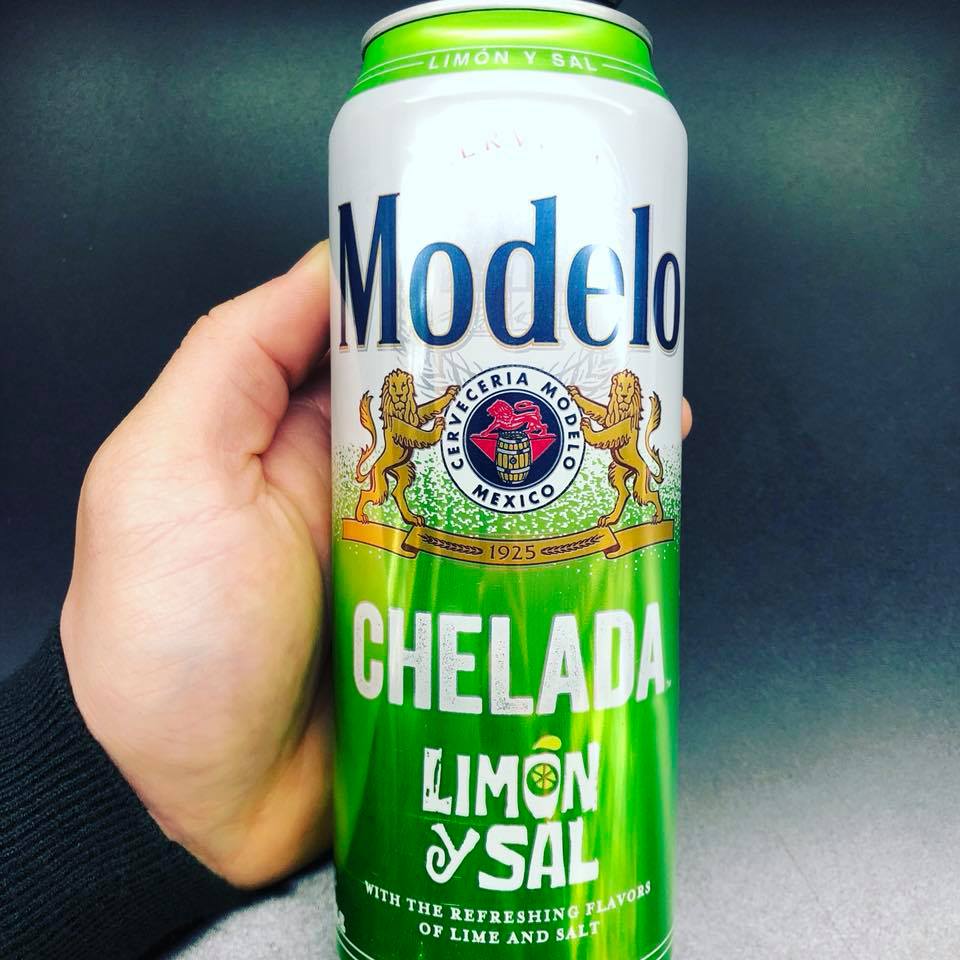 LIMÓN Y SAL
Modelo
CERVECERIA MODELO
MEXICO
1925
CHELADA
LIMÓN
y SAL
WITH THE REFRESHING FLAVORS
OF LIME AND SALT